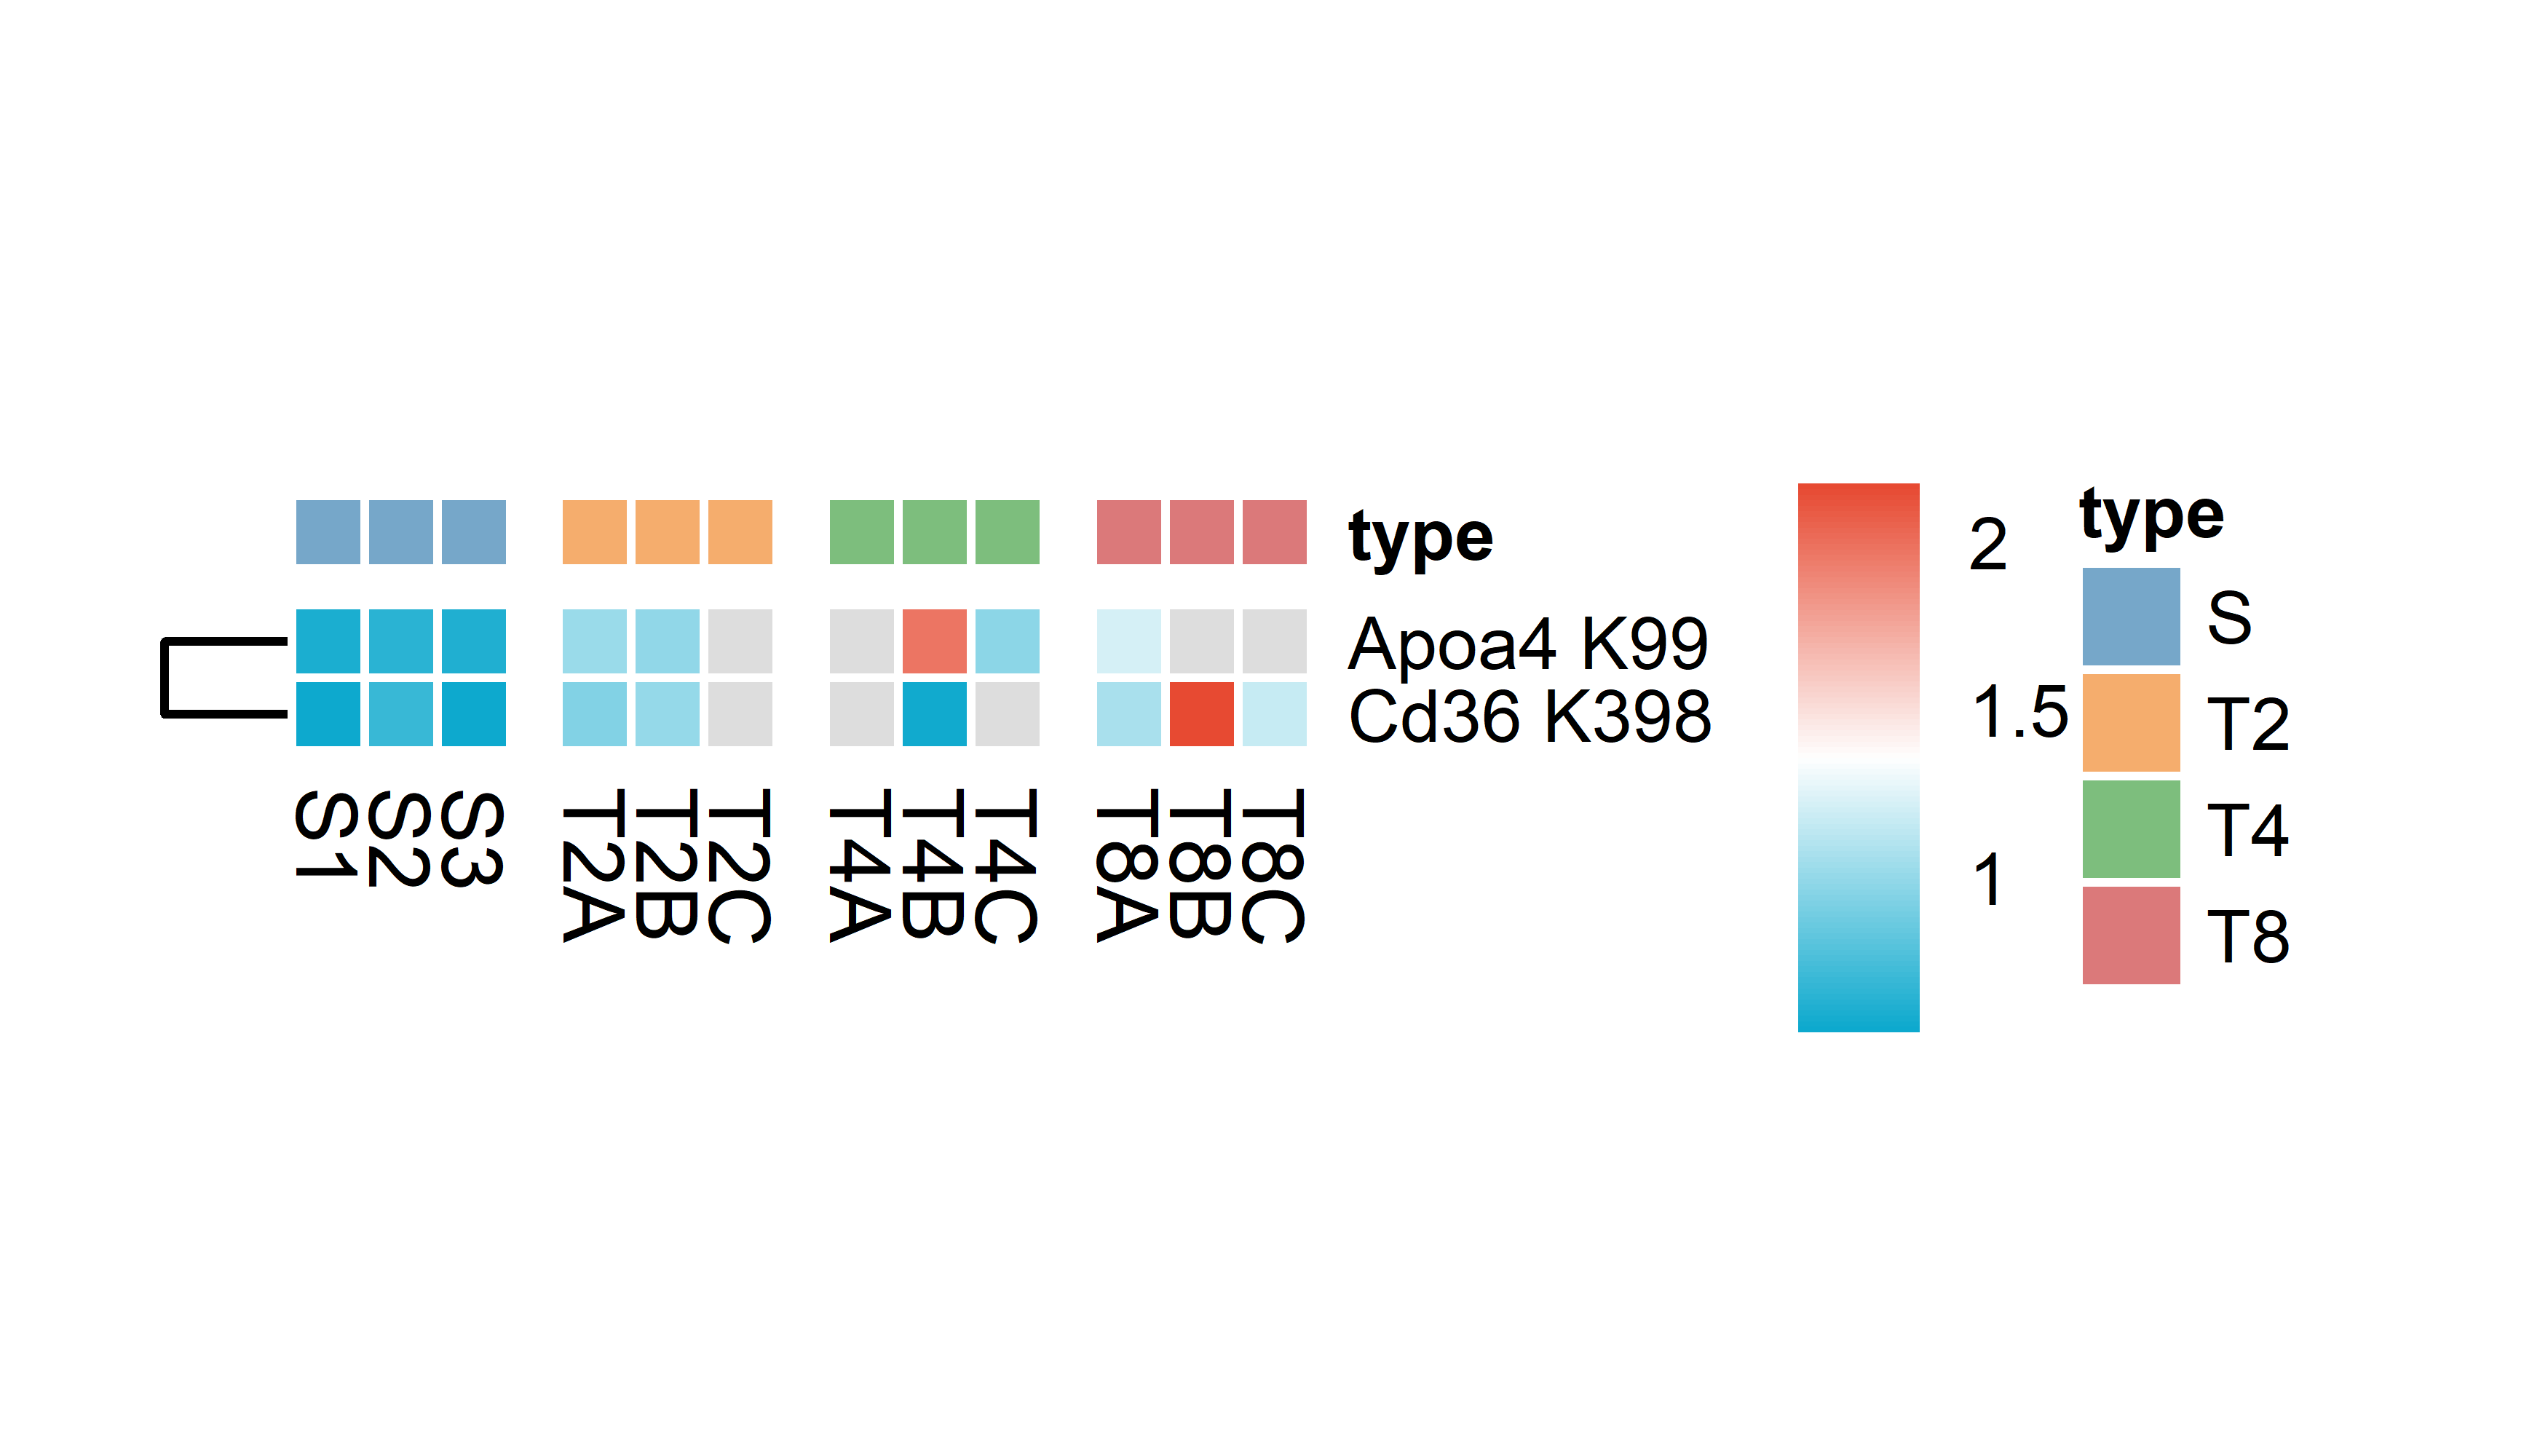 type
Apoa4 K99
Cd36 K398
S1
S2
S3
T2A
T2B
T2C
T4A
T4B
T4C
T8A
T8B
T8C
2
1.5
1
type
S
T2
T4
T8